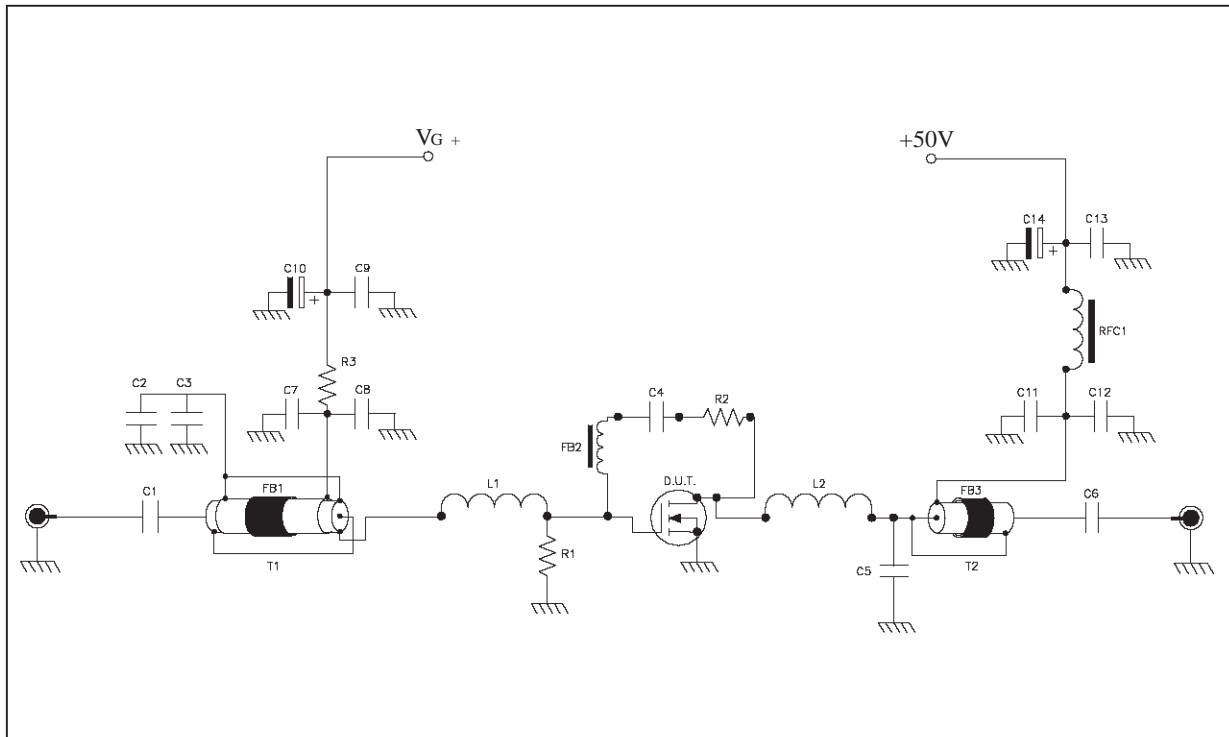 VG +
+50V
C14
C13
C10
C9
RFC1
R3
C2
C3
C7
C8
C4
R2
C11
C12
FB2
D.U.T.
C1
FB1
L1
L2
FB3
C6
R1
C5
T1
T2
+
+